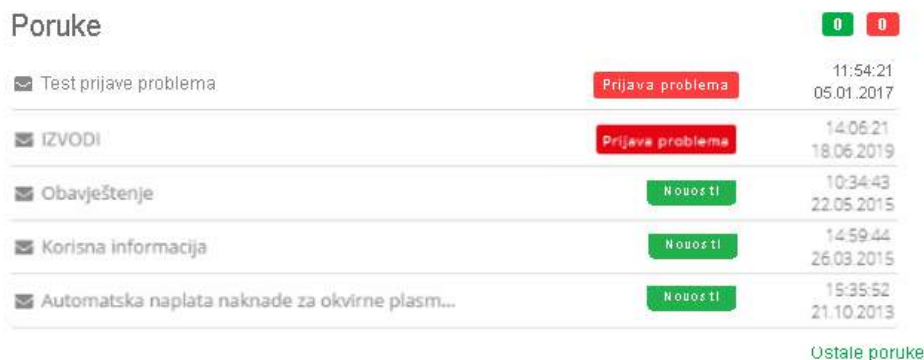 Poruke 0 0
Test prijave problema Prijava problema 11:54:21
05.01.2017
IZVODI Prijava problema 14:06:21
18.06.2019
Obavještenje Novosti 10:34:43
22.05.2015
Korisna informacija Novosti 14:59:44
26.03.2015
Automatska naplata naknade za okvirne plasm... Novosti 15:35:52
21.10.2013
Ostale poruke